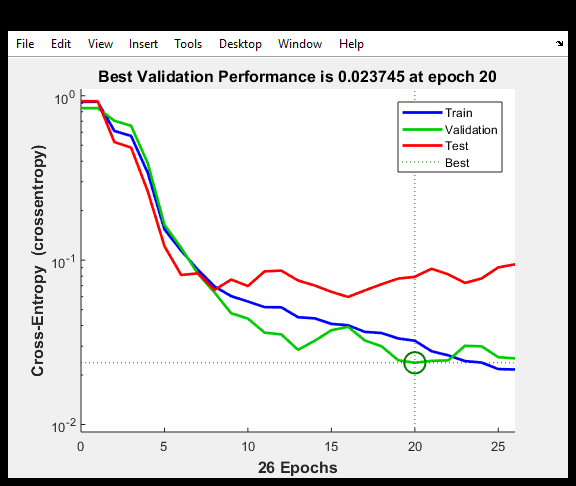 File Edit View Insert Tools Desktop Window Help
Best Validation Performance is 0.023745 at epoch 20
Cross-Entropy (crossentropy)
10^0
10^-1
10^-2
Train
Validation
Test
Best
0 5 10 15 20 25
26 Epochs